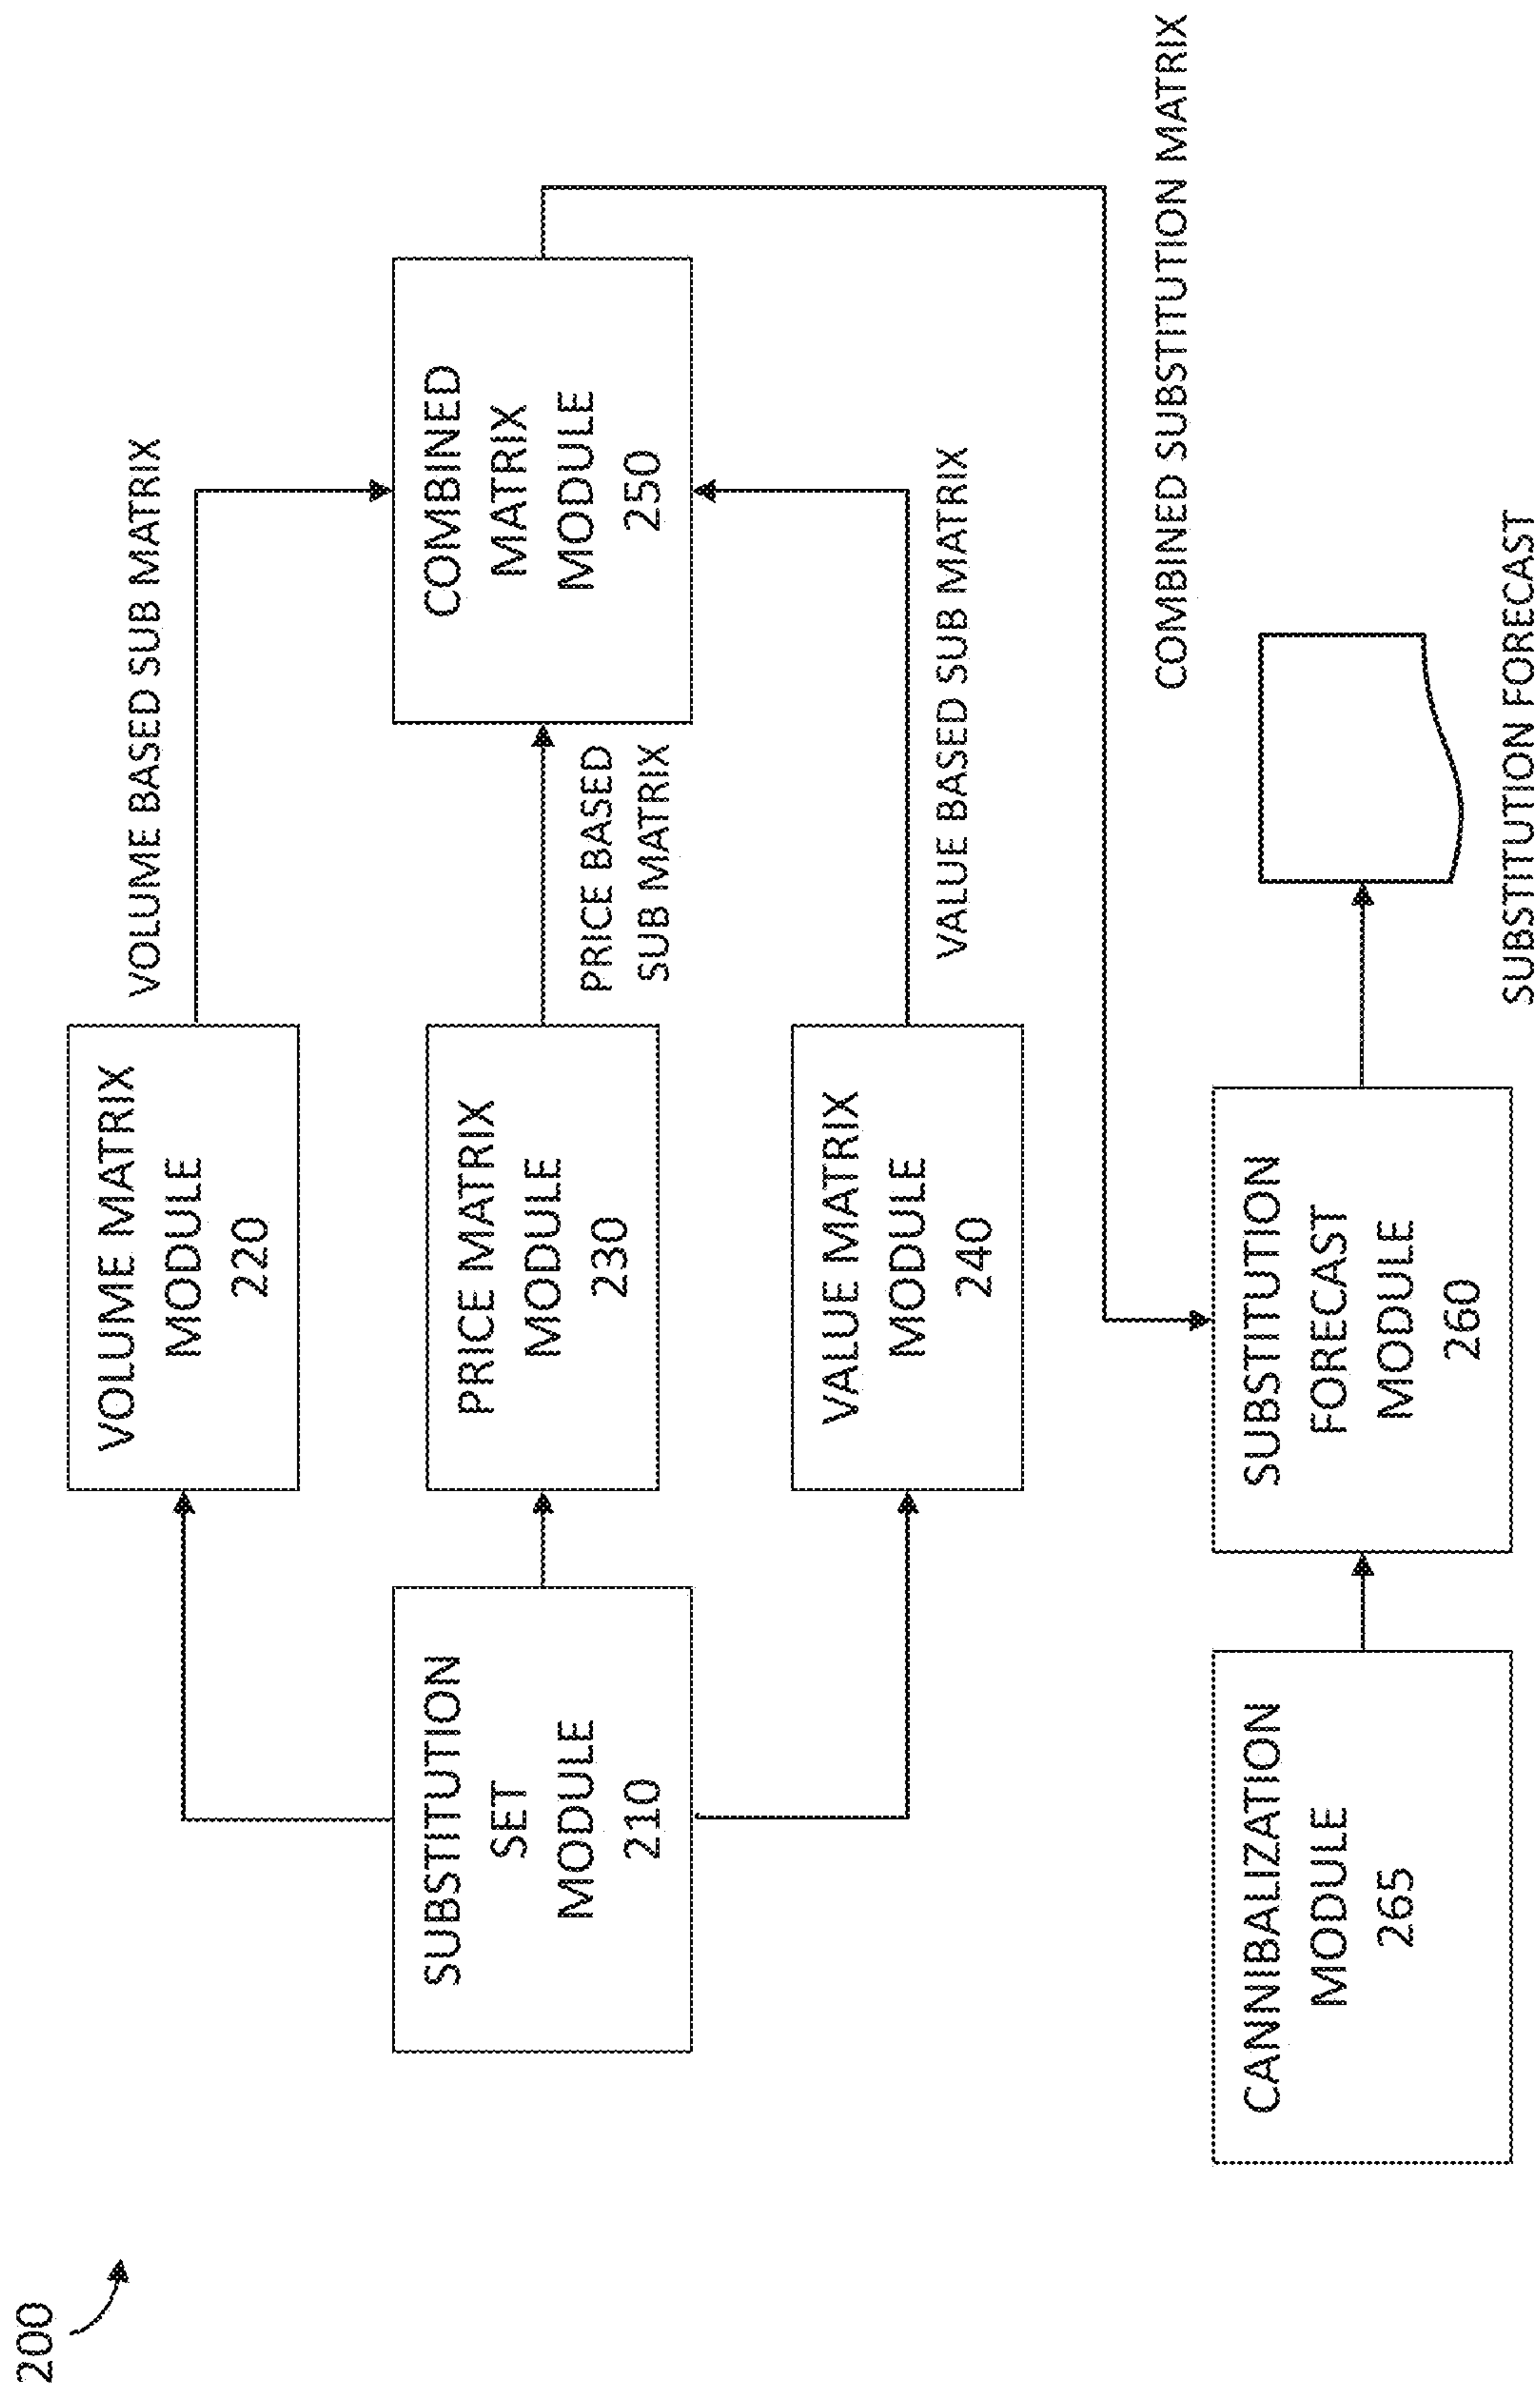 200
VOLUME MATRIX
MODULE
220
VOLUME BASED SUB MATRIX
SUBSTITUTION
SET
MODULE
210
PRICE MATRIX
MODULE
230
PRICE BASED
SUB MATRIX
COMBINED
MATRIX
MODULE
250
VALUE MATRIX
MODULE
240
VALUE BASED SUB MATRIX
COMBINED SUBSTITUTION MATRIX
CANNIBALIZATION
MODULE
265
SUBSTITUTION
FORECAST
MODULE
260
SUBSTITUTION FORECAST